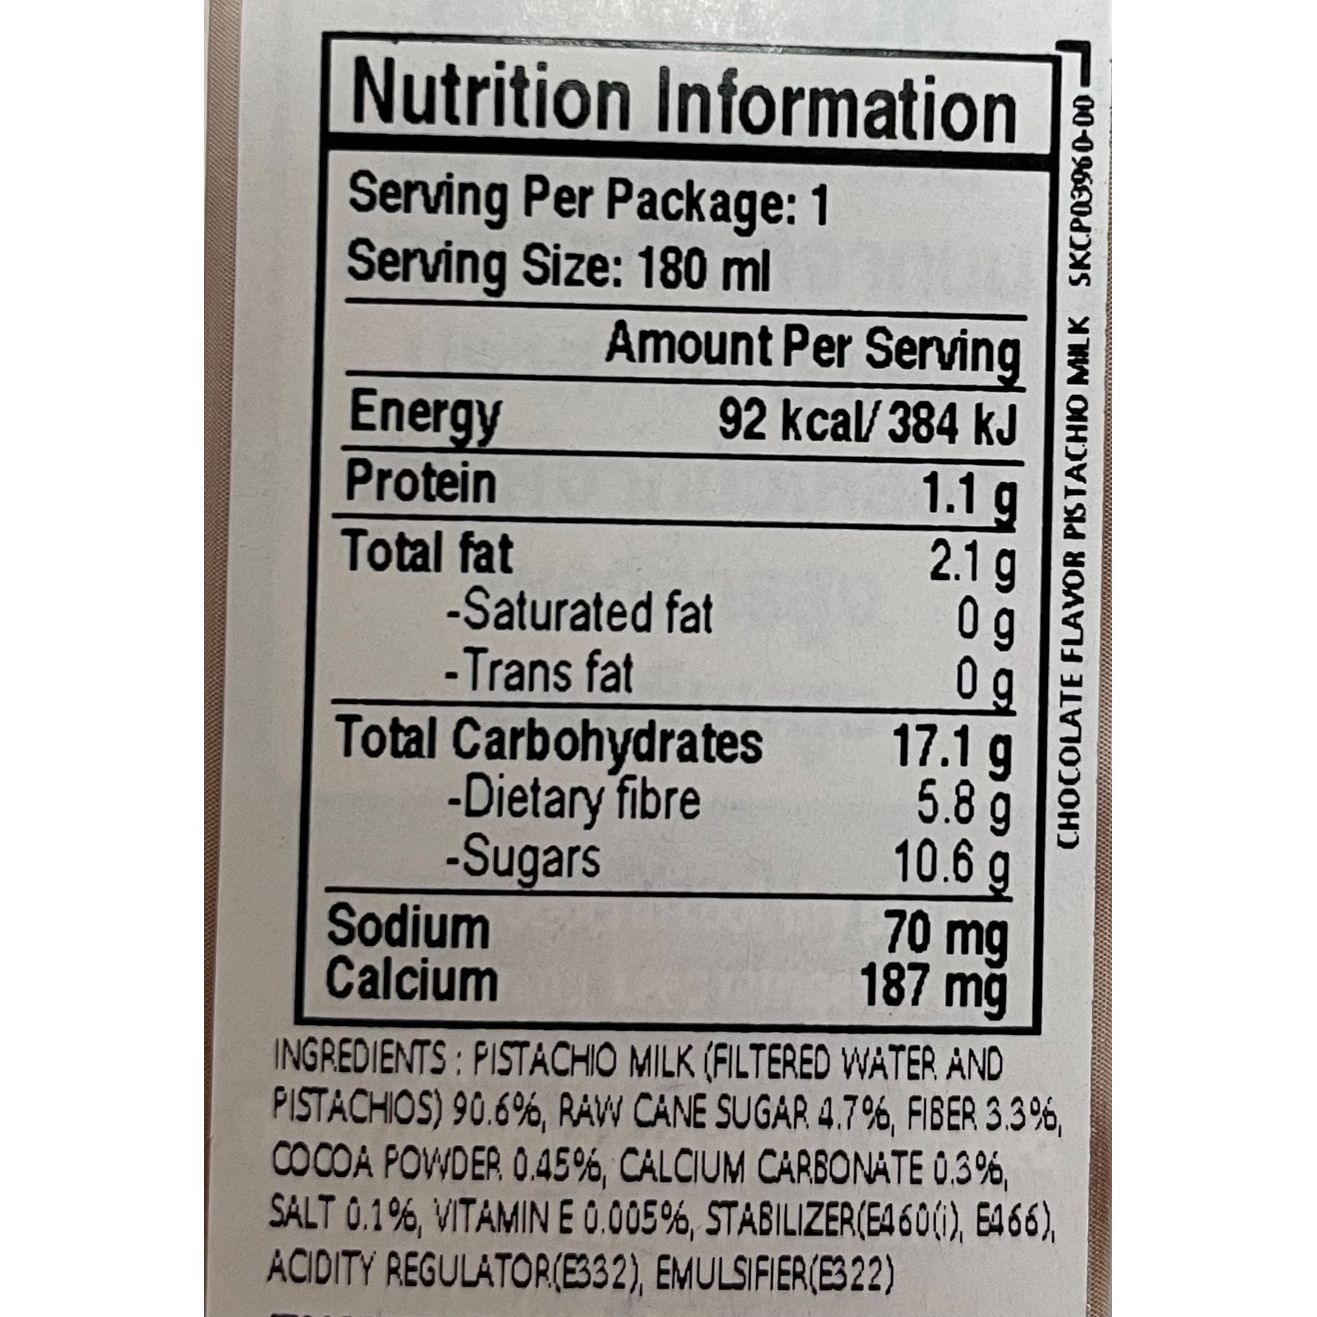 Nutrition Information
Serving Per Package: 1
Serving Size: 180 ml
Amount Per Serving
Energy 92 kcal/ 384 kJ
Protein 1.1 g
Total fat 2.1 g
-Saturated fat 0 g
-Trans fat 0 g
Total Carbohydrates 17.1 g
-Dietary fibre 5.8 g
-Sugars 10.6 g
Sodium 70 mg
Calcium 187 mg
INGREDIENTS : PISTACHIO MILK (FILTERED WATER AND
PISTACHIOS) 90.6%, RAW CANE SUGAR 4.7%, FIBER 3.3%,
COCOA POWDER 0.45%, CALCIUM CARBONATE 0.3%,
SALT 0.1%, VITAMIN E 0.005%, STABILIZER(E460(i), E466),
ACIDITY REGULATOR(E332), EMULSIFIER(E322)
CHOCOLATE FLAVOR PISTACHIO MILK SKCP03960-00